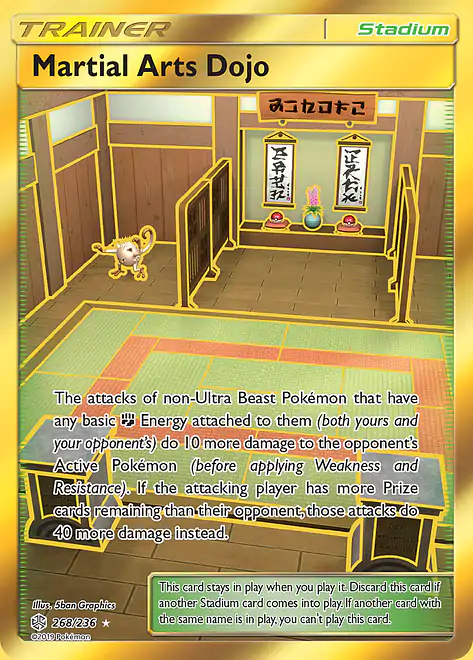 TRAINER
Stadium
Martial Arts Dojo
The attacks of non-Ultra Beast Pokémon that have
any basic Energy attached to them (both yours and
your opponent's) do 10 more damage to the opponent's
Active Pokémon (before applying Weakness and
Resistance). If the attacking player has more Prize
cards remaining than their opponent, those attacks do
40 more damage instead.
This card stays in play when you play it. Discard this card if
another Stadium card comes into play. If another card with
the same name is in play, you can't play this card.
Illus. 5ban Graphics
268/236 ★
©2019 Pokémon